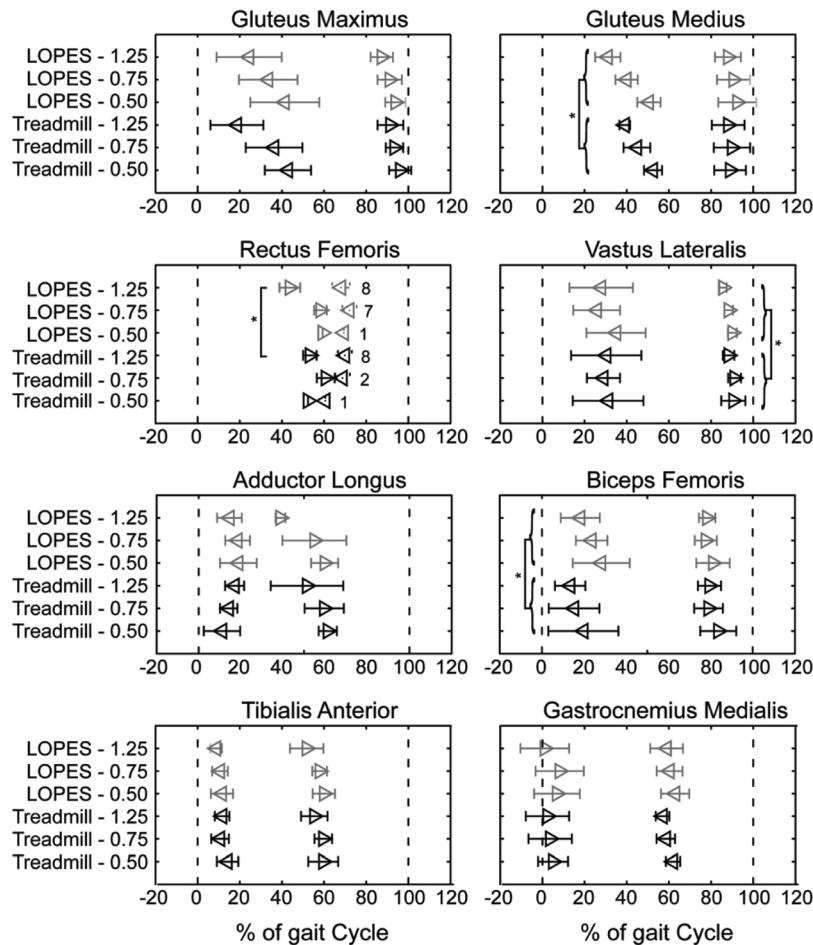 Gluteus Maximus
Gluteus Medius
LOPES - 1.25
LOPES - 0.75
LOPES - 0.50
Treadmill - 1.25
Treadmill - 0.75
Treadmill - 0.50
*
-20 0 20 40 60 80 100 120
-20 0 20 40 60 80 100 120
Rectus Femoris
Vastus Lateralis
LOPES - 1.25 8
LOPES - 0.75 7
LOPES - 0.50 1
Treadmill - 1.25 8
Treadmill - 0.75 2
Treadmill - 0.50 1
*
*
-20 0 20 40 60 80 100 120
-20 0 20 40 60 80 100 120
Adductor Longus
Biceps Femoris
LOPES - 1.25
LOPES - 0.75
LOPES - 0.50
Treadmill - 1.25
Treadmill - 0.75
Treadmill - 0.50
*
-20 0 20 40 60 80 100 120
-20 0 20 40 60 80 100 120
Tibialis Anterior
Gastrocnemius Medialis
LOPES - 1.25
LOPES - 0.75
LOPES - 0.50
Treadmill - 1.25
Treadmill - 0.75
Treadmill - 0.50
-20 0 20 40 60 80 100 120
-20 0 20 40 60 80 100 120
% of gait Cycle
% of gait Cycle